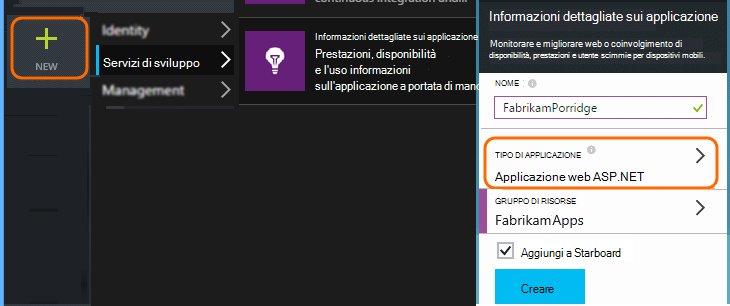 NEW
Identity
Servizi di sviluppo
Management
continuous integration and
Informazioni dettagliate sui applicazione
Prestazioni, disponibilità
e l'uso informazioni
sull'applicazione a portata di mano
Informazioni dettagliate sui applicazione
Monitorare e migliorare web o coinvolgimento di
disponibilità, prestazioni e utente scimmie per dispositivi mobili.
NOME
FabrikamPorridge
TIPO DI APPLICAZIONE
Applicazione web ASP.NET
GRUPPO DI RISORSE
FabrikamApps
Aggiungi a Starboard
Creare